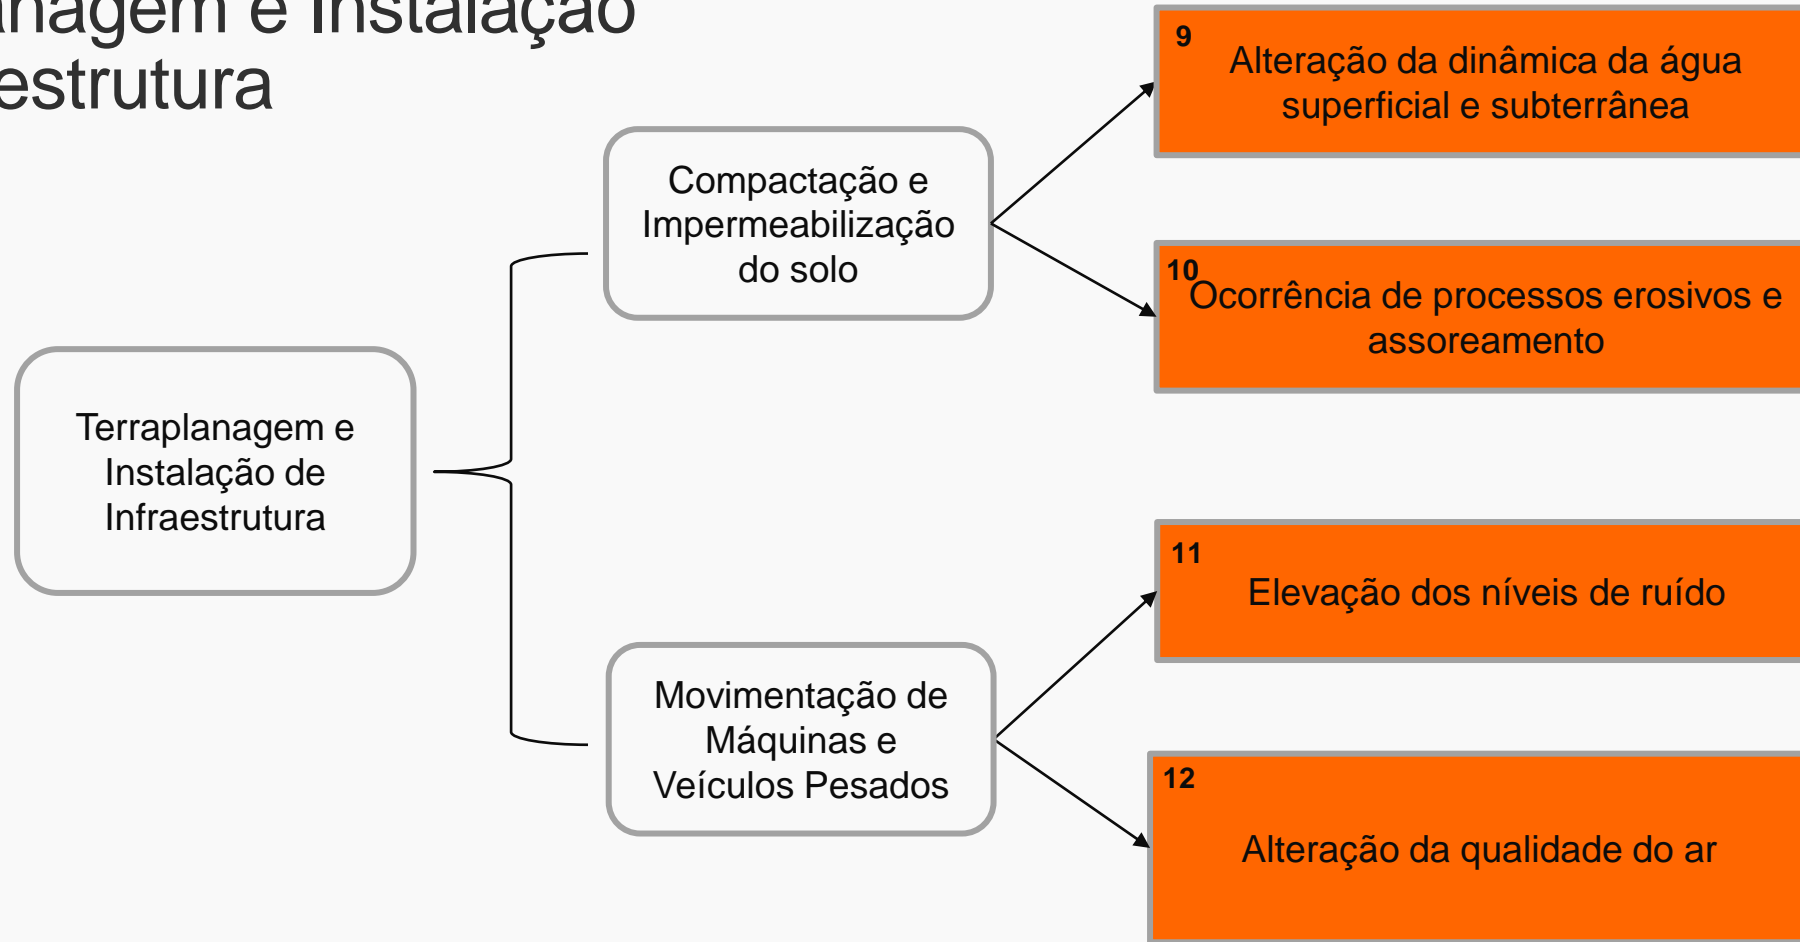 anagem e Instalação
estrutura
Terraplanagem e
Instalação de
Infraestrutura
Compactação e
Impermeabilização
do solo
Movimentação de
Máquinas e
Veículos Pesados
9
Alteração da dinâmica da água
superficial e subterrânea
10
Ocorrência de processos erosivos e
assoreamento
11
Elevação dos níveis de ruído
12
Alteração da qualidade do ar